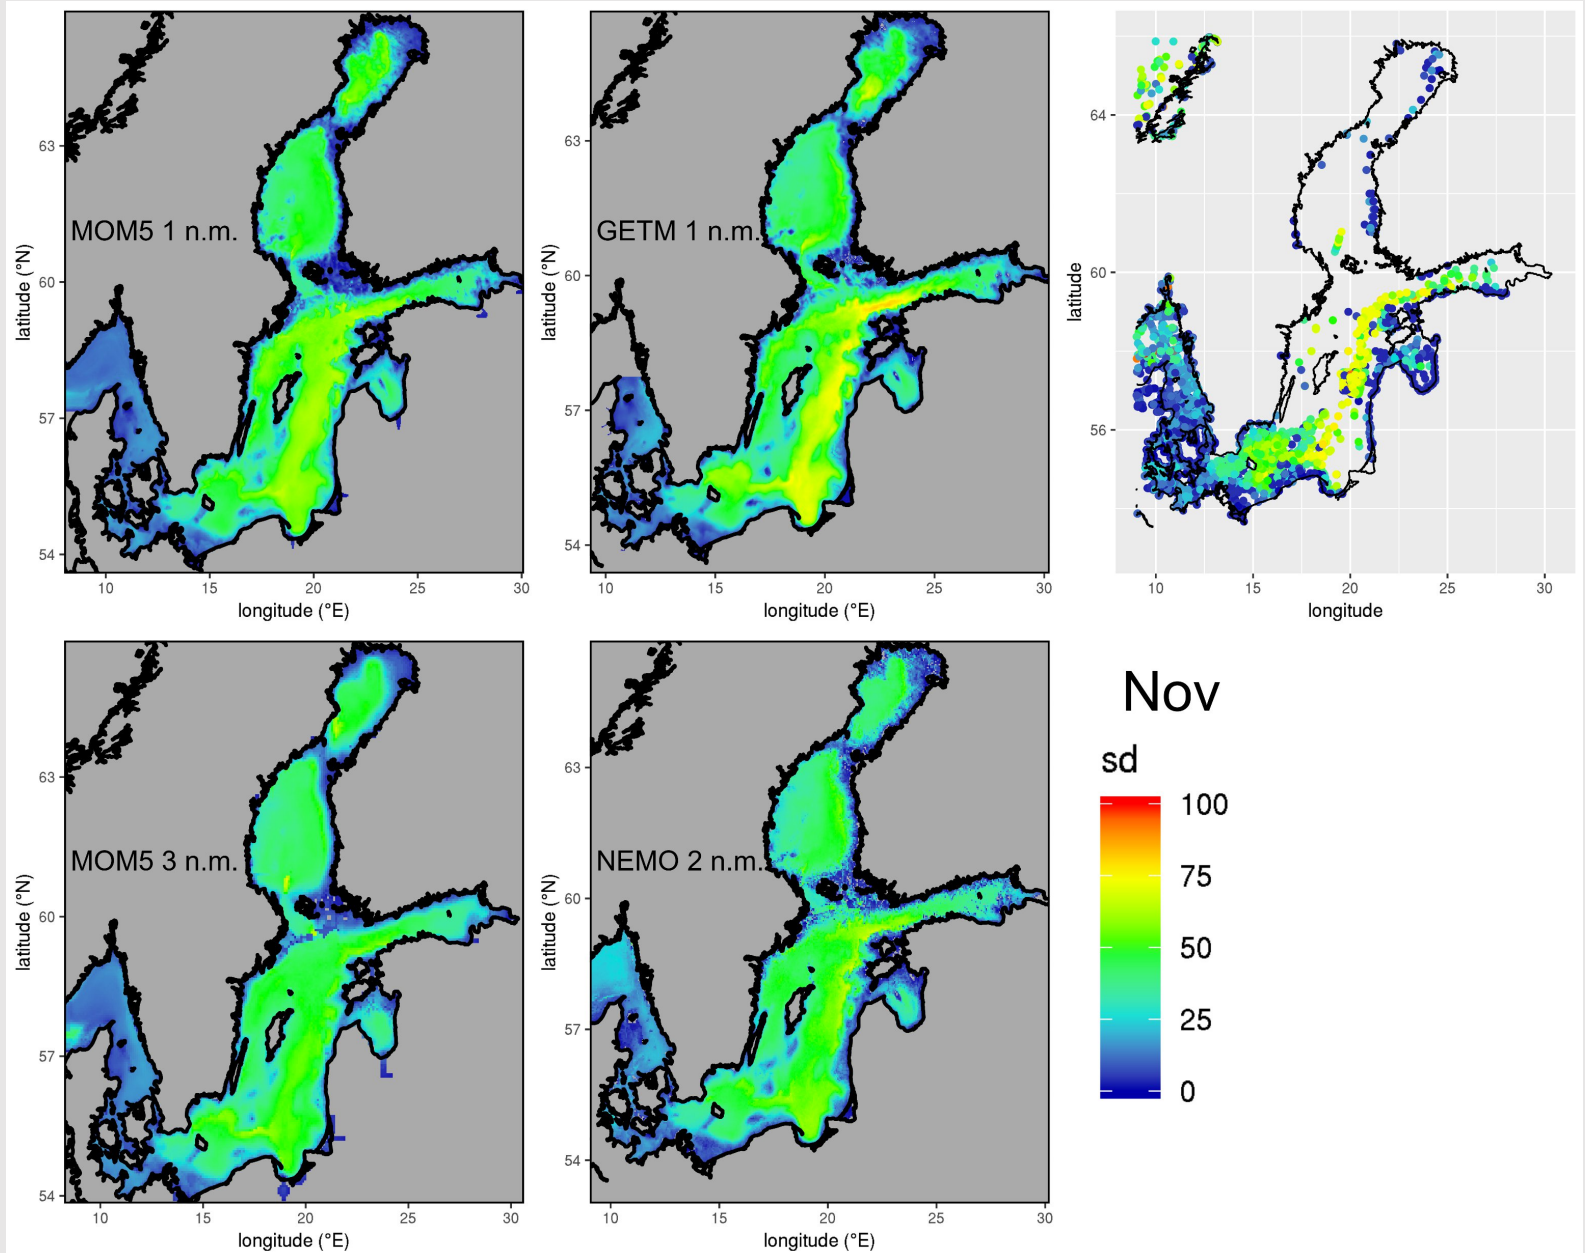 63
60
57
54
latitude (°N)
MOM5 1 n.m.
10 15 20 25 30
longitude (°E)
63
60
57
54
latitude (°N)
GETM 1 n.m.
10 15 20 25 30
longitude (°E)
64
60
56
latitude
10 15 20 25 30
longitude
63
60
57
54
latitude (°N)
MOM5 3 n.m.
10 15 20 25 30
longitude (°E)
63
60
57
54
latitude (°N)
NEMO 2 n.m.
10 15 20 25 30
longitude (°E)
Nov
sd
100
75
50
25
0